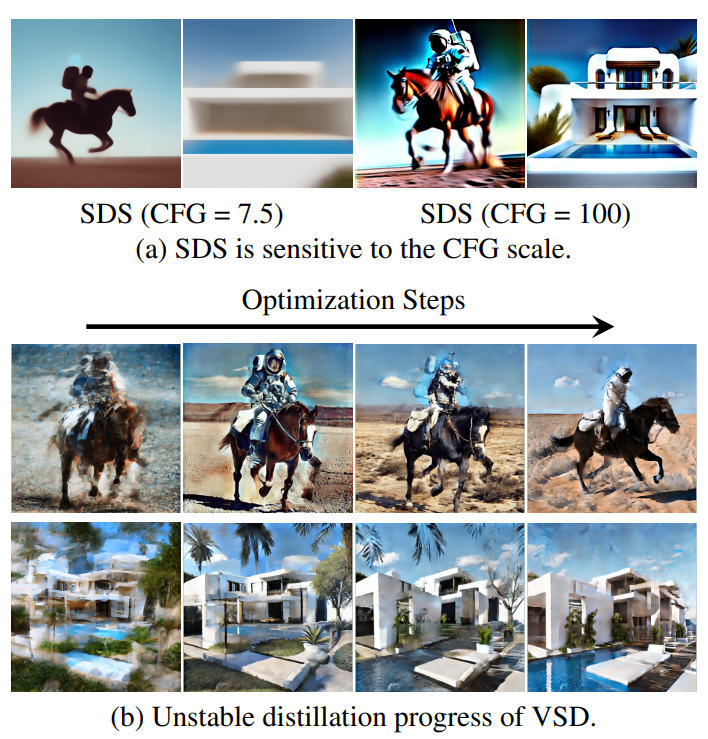 SDS (CFG = 7.5)
SDS (CFG = 100)
(a) SDS is sensitive to the CFG scale.
Optimization Steps
(b) Unstable distillation progress of VSD.